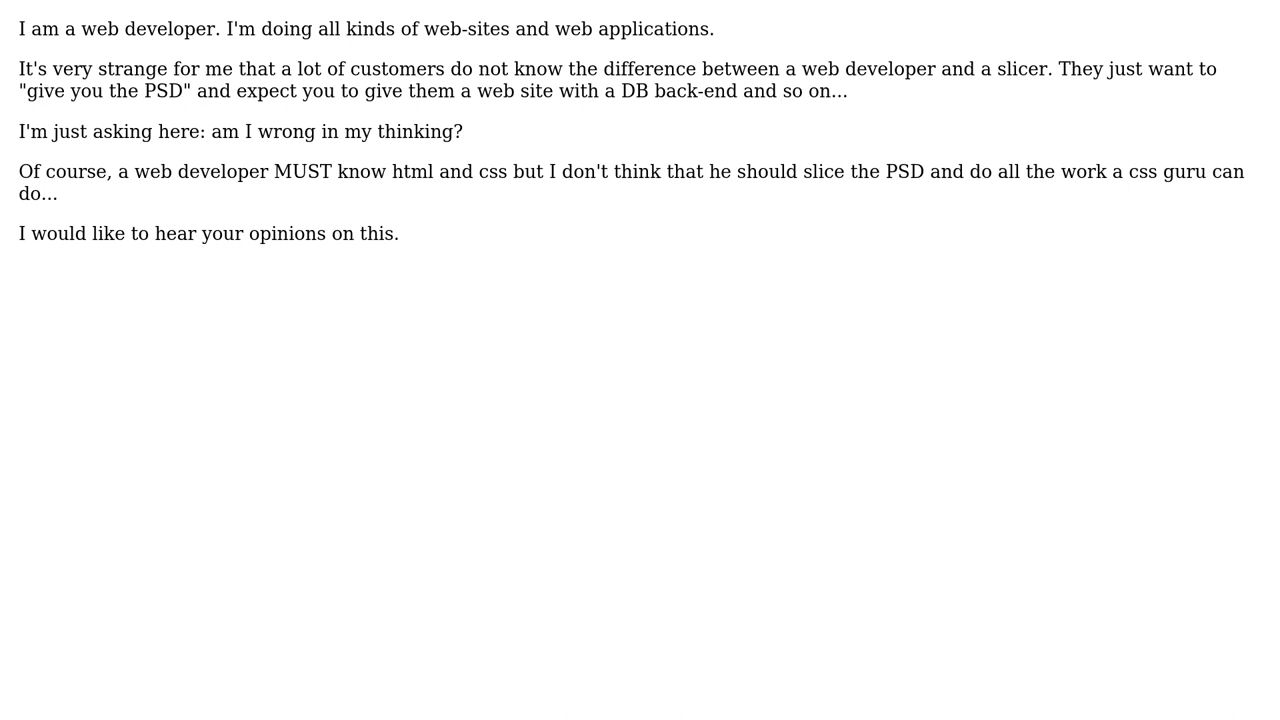 I am a web developer. I'm doing all kinds of web-sites and web applications.
It's very strange for me that a lot of customers do not know the difference between a web developer and a slicer. They just want to
"give you the PSD" and expect you to give them a web site with a DB back-end and so on...
I'm just asking here: am I wrong in my thinking?
Of course, a web developer MUST know html and css but I don't think that he should slice the PSD and do all the work a css guru can
do...
I would like to hear your opinions on this.